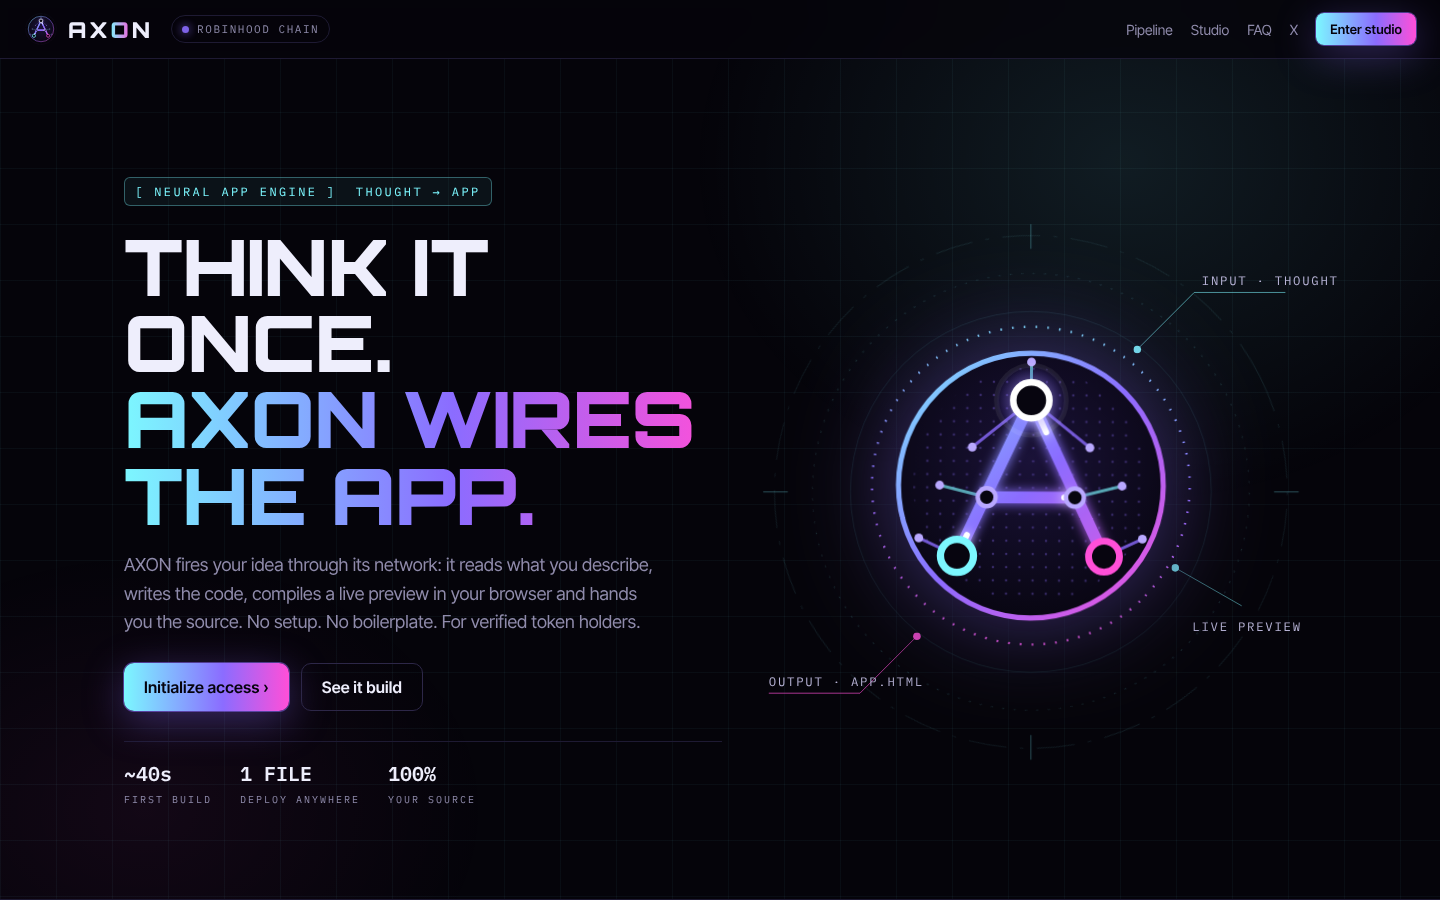 AXON
ROBINHOOD CHAIN
Pipeline
Studio
FAQ
X
Enter studio
[ NEURAL APP ENGINE ] THOUGHT → APP
THINK IT
ONCE.
AXON WIRES
THE APP.
AXON fires your idea through its network: it reads what you describe,
writes the code, compiles a live preview in your browser and hands
you the source. No setup. No boilerplate. For verified token holders.
Initialize access ›
See it build
~40s
FIRST BUILD
1 FILE
DEPLOY ANYWHERE
100%
YOUR SOURCE
INPUT · THOUGHT
LIVE PREVIEW
OUTPUT · APP.HTML